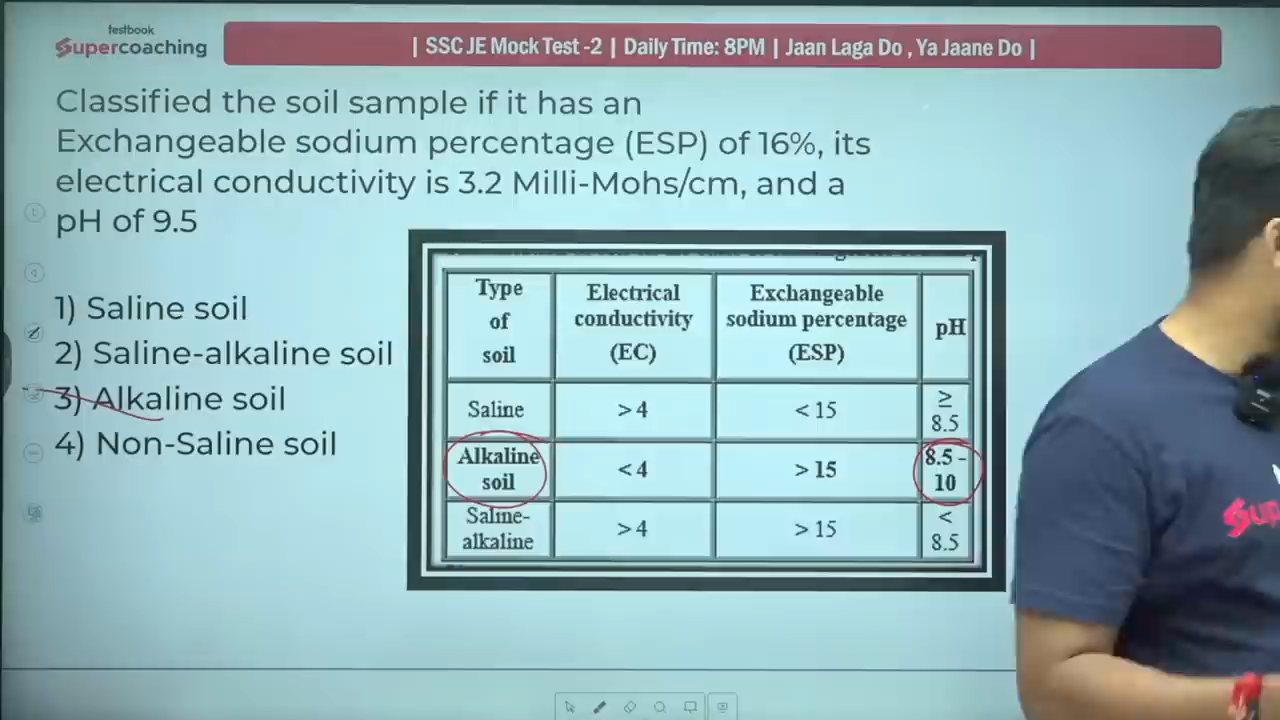 testbook
Supercoaching
| SSC JE Mock Test -2 | Daily Time: 8PM | Jaan Laga Do , Ya Jaane Do |
Classified the soil sample if it has an
Exchangeable sodium percentage (ESP) of 16%, its
electrical conductivity is 3.2 Milli-Mohs/cm, and a
pH of 9.5
1) Saline soil
2) Saline-alkaline soil
3) Alkaline soil
4) Non-Saline soil
Type of soil Electrical conductivity (EC) Exchangeable sodium percentage (ESP) pH
Saline > 4 < 15 ≥ 8.5
Alkaline soil < 4 > 15 8.5 - 10
Saline-alkaline > 4 > 15 < 8.5
Sup